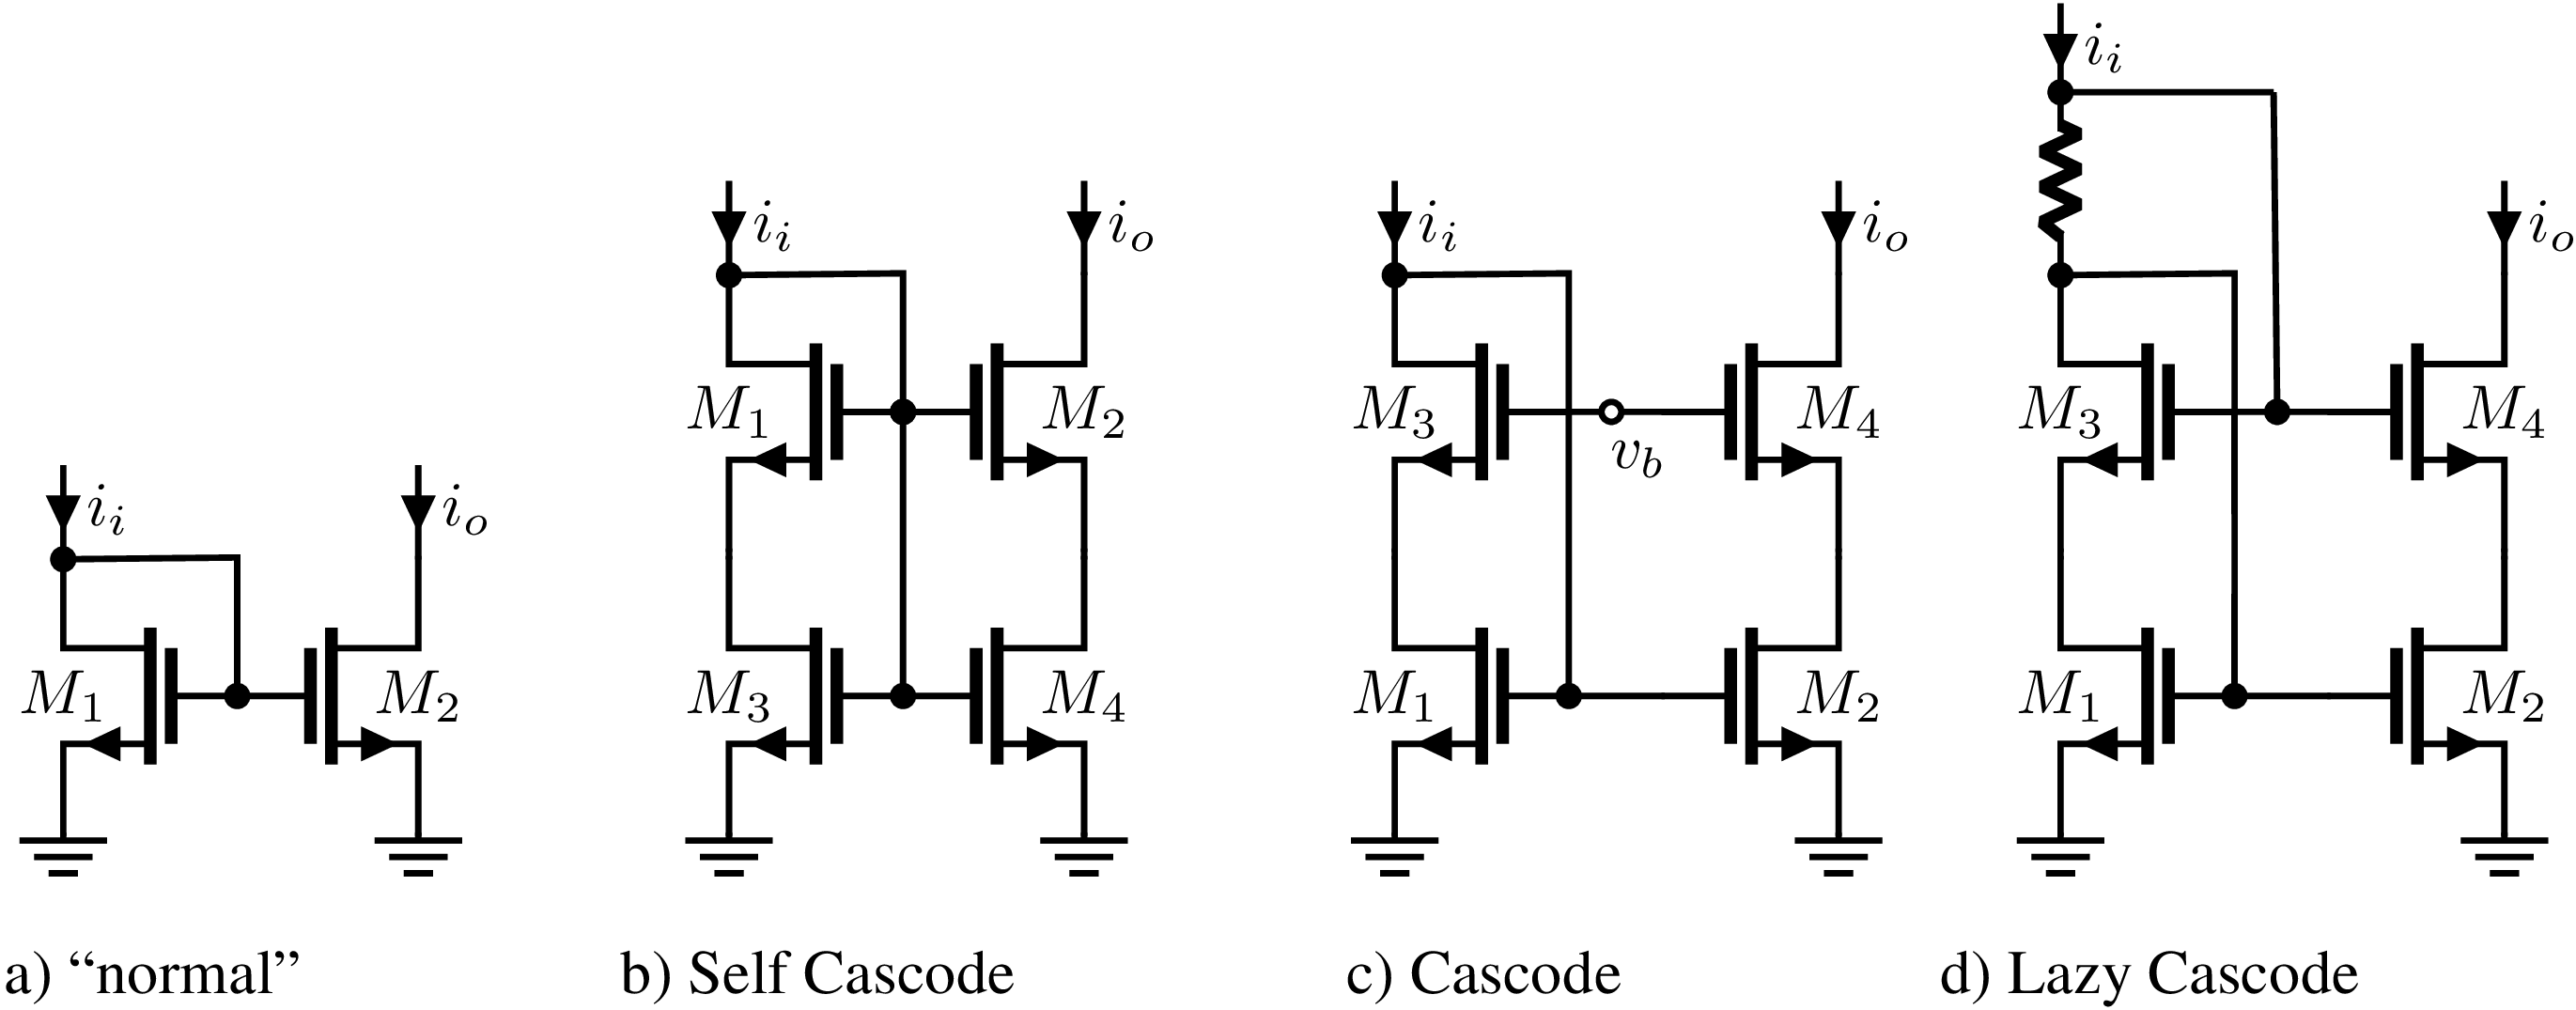 i_i
i_i
i_o
i_i
i_o
i_i
i_o
M_1
M_2
M_3
M_4
v_b
M_3
M_4
i_i
i_o
M_1
M_2
M_3
M_4
M_1
M_2
M_1
M_2
a) “normal”
b) Self Cascode
c) Cascode
d) Lazy Cascode